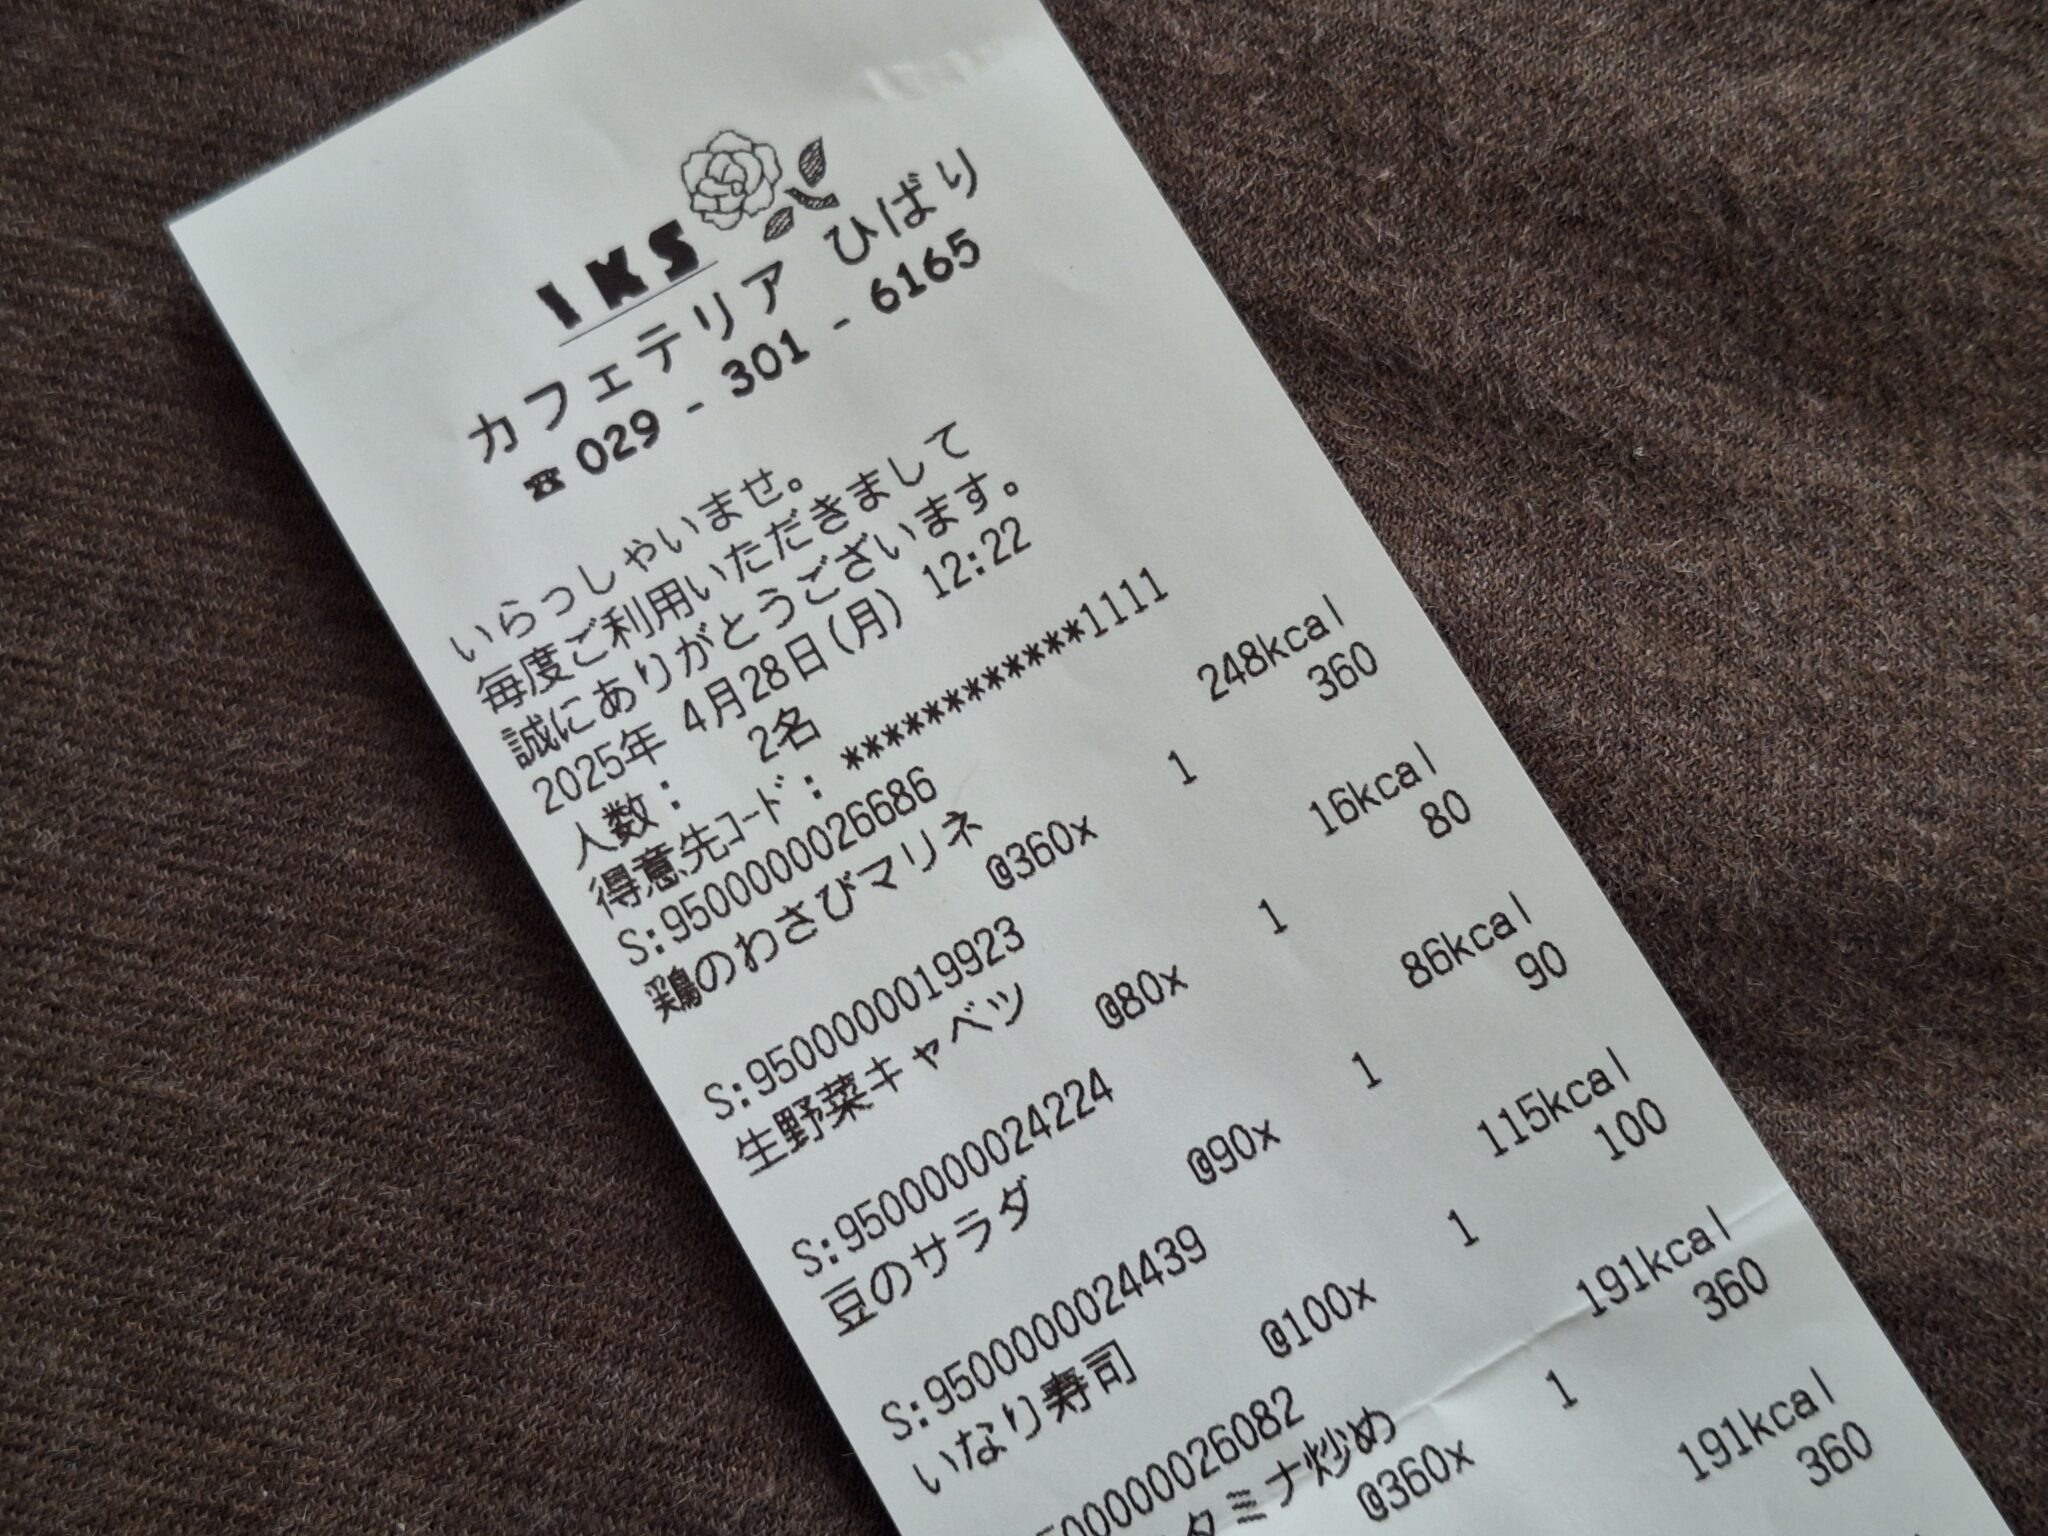 IKS
カフェテリア ひばり
☎ 029 - 301 - 6165
いらっしゃいませ。
毎度ご利用いただきまして
誠にありがとうございます。
2025年 4月28日(月) 12:22
人数： 2名
得意先ｺｰﾄﾞ： ************1111
S:9500000026686 248kcal
鶏のわさびマリネ
@360x 1 360
S:9500000019923 16kcal
生野菜キャベツ
@80x 1 80
S:9500000024224 86kcal
豆のサラダ
@90x 1 90
S:9500000024439 115kcal
いなり寿司
@100x 1 100
191kcal
タミナ炒め
@360x 1 360
191kcal
360